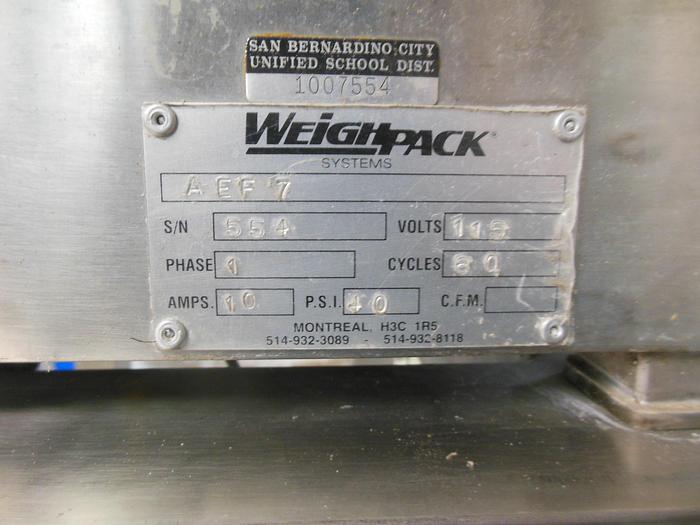 SAN BERNARDINO CITY
UNIFIED SCHOOL DIST.
1007554
WEIGHPACK
SYSTEMS
AEF7
S/N 554 VOLTS 115
PHASE 1 CYCLES 60
AMPS. 10 P.S.I. 40 C.F.M.
MONTREAL, H3C 1R5
514-932-3089 - 514-932-8118